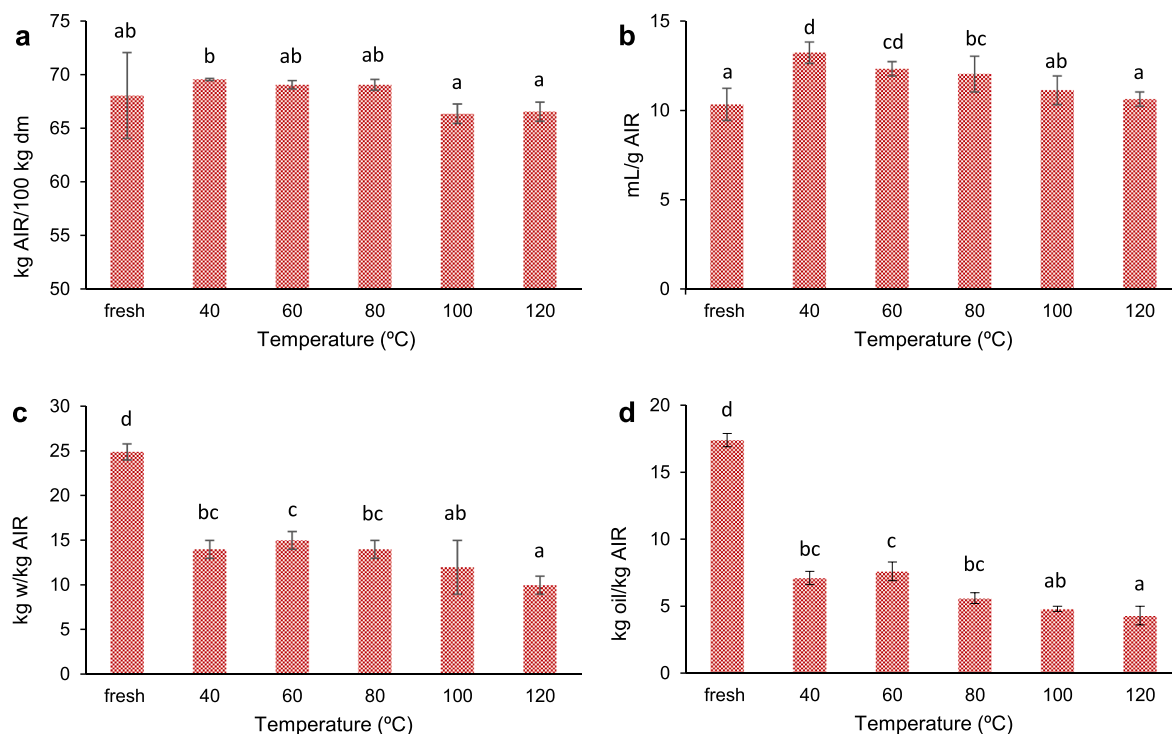 a
kg AIR/100 kg dm
75
70
65
60
55
50
ab
b
ab
ab
a
a
fresh 40 60 80 100 120
Temperature (ºC)
b
mL/g AIR
15
10
5
0
a
d
cd
bc
ab
a
fresh 40 60 80 100 120
Temperature (ºC)
c
kg w/kg AIR
30
25
20
15
10
5
0
d
bc
c
bc
ab
a
fresh 40 60 80 100 120
Temperature (ºC)
d
kg oil/kg AIR
20
15
10
5
0
d
bc
c
bc
ab
a
fresh 40 60 80 100 120
Temperature (ºC)